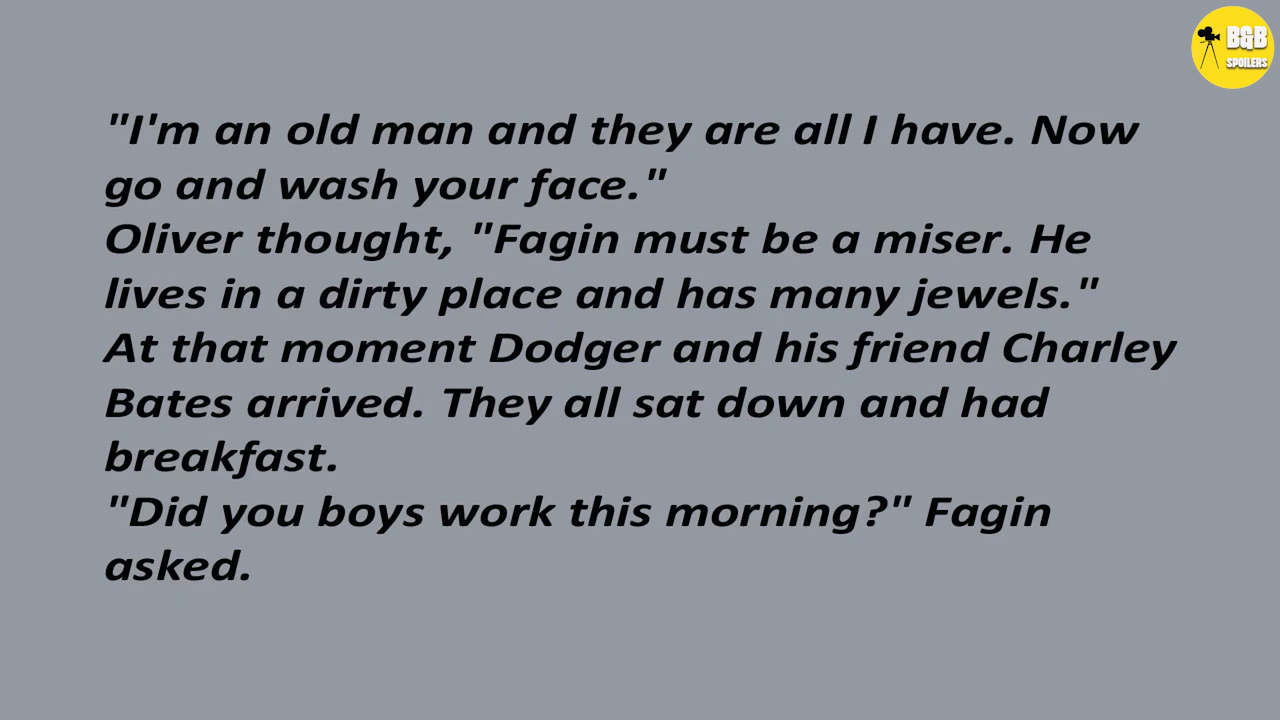 B&B
SPOILERS
"I'm an old man and they are all I have. Now
go and wash your face."
Oliver thought, "Fagin must be a miser. He
lives in a dirty place and has many jewels."
At that moment Dodger and his friend Charley
Bates arrived. They all sat down and had
breakfast.
"Did you boys work this morning?" Fagin
asked.